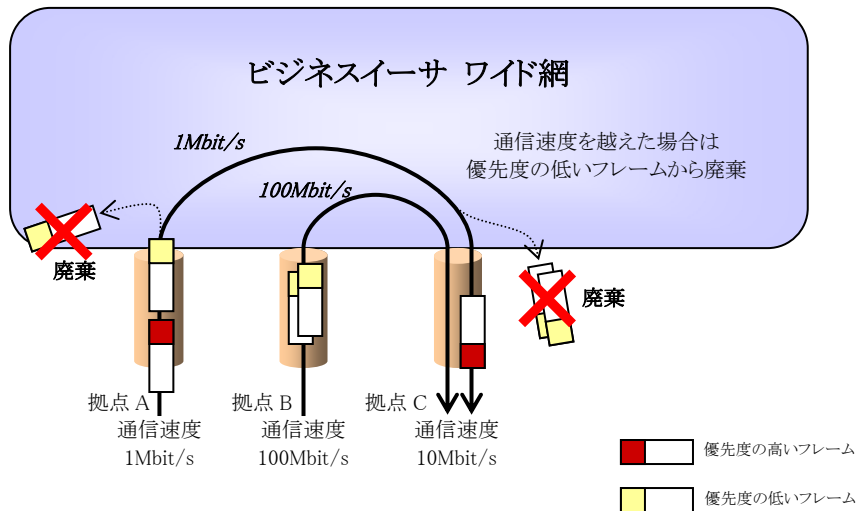 ビジネスイーサ ワイド網
1Mbit/s
通信速度を越えた場合は
優先度の低いフレームから廃棄
100Mbit/s
廃棄
廃棄
拠点 A
通信速度
1Mbit/s
拠点 B
通信速度
100Mbit/s
拠点 C
通信速度
10Mbit/s
優先度の高いフレーム
優先度の低いフレーム